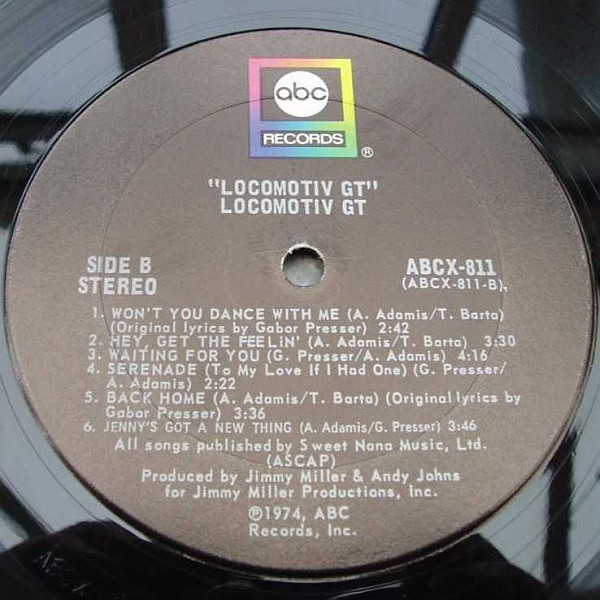 abc
RECORDS
®
"LOCOMOTIV GT"
LOCOMOTIV GT
SIDE B
STEREO
ABCX-811
(ABCX-811-B)
1. WON'T YOU DANCE WITH ME (A. Adamis/T. Barta)
(Original lyrics by Gabor Presser) 2:42
2. HEY, GET THE FEELIN' (A. Adamis/T. Barta) 3:30
3. WAITING FOR YOU (G. Presser/A. Adamis) 4:16
4. SERENADE (To My Love If I Had One) (G. Presser/
A. Adamis) 2:22
5. BACK HOME (A. Adamis/T. Barta) (Original lyrics by
Gabor Presser) 3:36
6. JENNY'S GOT A NEW THING (A. Adamis/G. Presser) 3:46
All songs published by Sweet Nana Music, Ltd.
(ASCAP)
Produced by Jimmy Miller & Andy Johns
for Jimmy Miller Productions, Inc.
℗1974, ABC
Records, Inc.